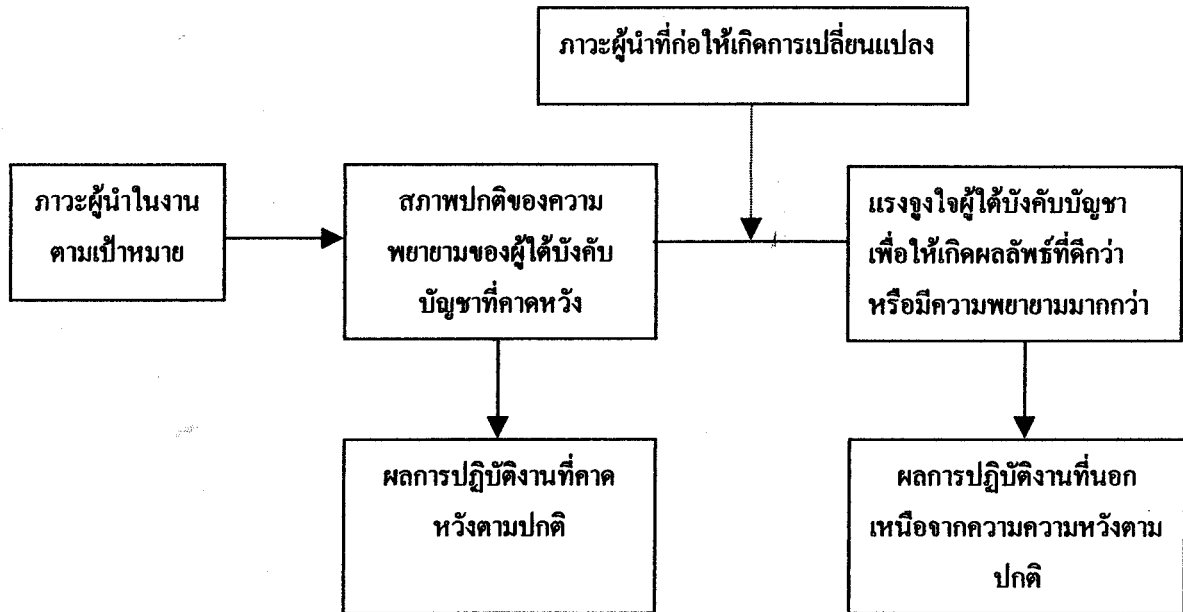 ภาวะผู้นำที่ก่อให้เกิดการเปลี่ยนแปลง
ภาวะผู้นำในงาน
ตามเป้าหมาย
สภาพปกติของความ
พยายามของผู้ใต้บังคับ
บัญชาที่คาดหวัง
แรงจูงใจผู้ใต้บังคับบัญชา
เพื่อให้เกิดผลลัพธ์ที่ดีกว่า
หรือมีความพยายามมากกว่า
ผลการปฏิบัติงานที่คาด
หวังตามปกติ
ผลการปฏิบัติงานที่นอก
เหนือจากความความหวังตาม
ปกติ